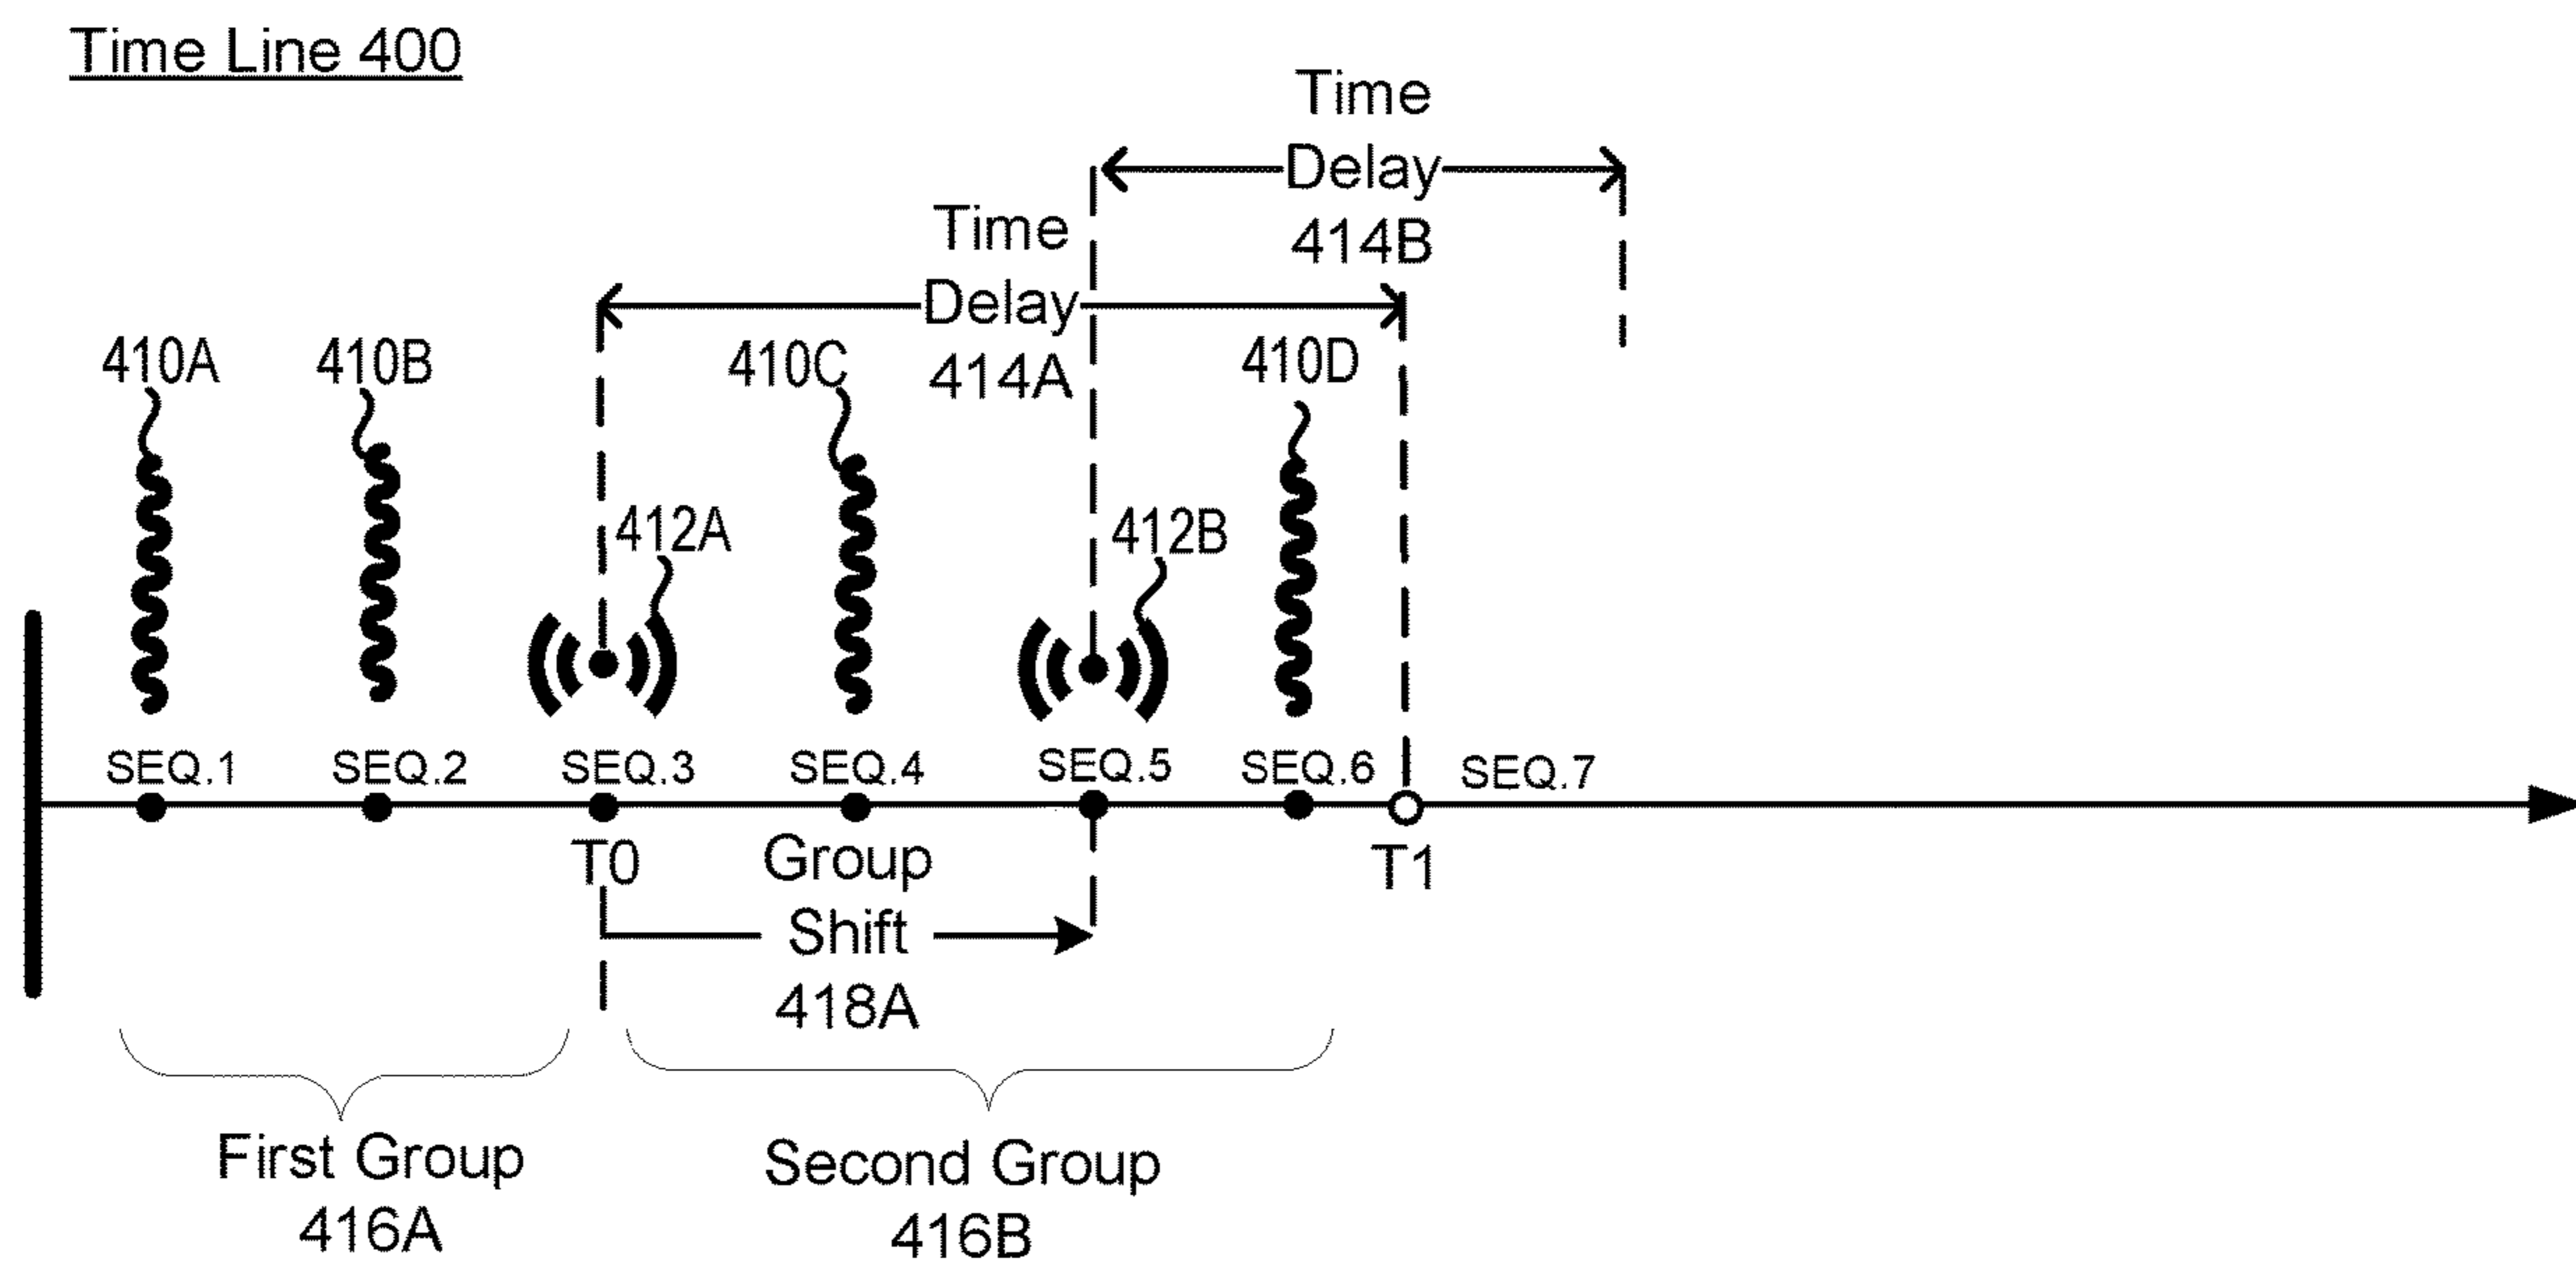 Time Line 400
Time
Delay
414B
Time
Delay
414A
410A
410B
410C
410D
412A
412B
SEQ.1
SEQ.2
SEQ.3
SEQ.4
SEQ.5
SEQ.6
SEQ.7
T0
Group
Shift
418A
T1
First Group
416A
Second Group
416B